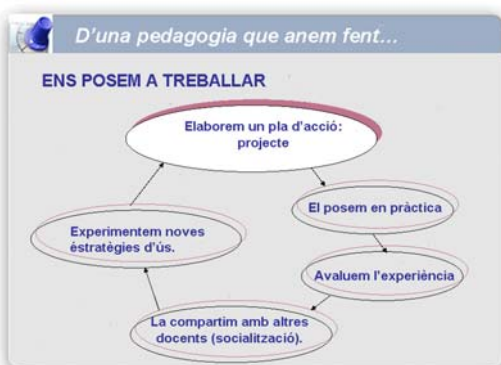 D'una pedagogia que anem fent...
ENS POSEM A TREBALLAR
Elaborem un pla d'acció:
projecte
El posem en pràctica
Avaluem l'experiència
La compartim amb altres
docents (socialització).
Experimentem noves
éstratègies d'ús.